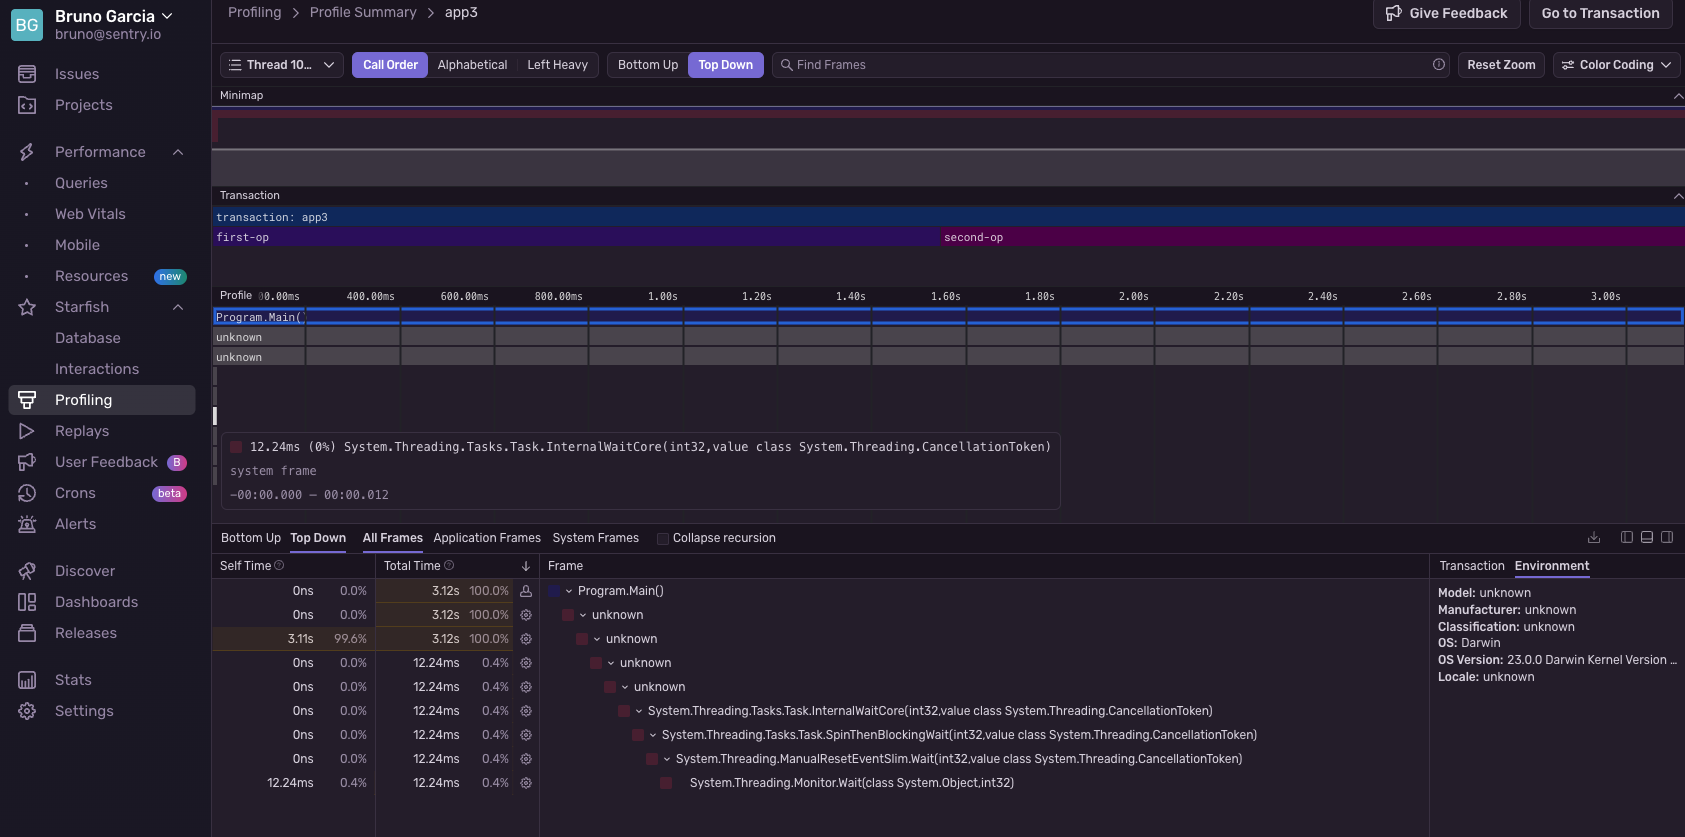 BG
Bruno Garcia
bruno@sentry.io
Issues
Projects
Performance
Queries
Web Vitals
Mobile
Resources new
Starfish
Database
Interactions
Profiling
Replays
User Feedback B
Crons beta
Alerts
Discover
Dashboards
Releases
Stats
Settings
Profiling > Profile Summary > app3
Give Feedback Go to Transaction
Thread 10... Call Order Alphabetical Left Heavy Bottom Up Top Down Find Frames Reset Zoom Color Coding
Minimap
Transaction
transaction: app3
first-op second-op
Profile 00.00ms 400.00ms 600.00ms 800.00ms 1.00s 1.20s 1.40s 1.60s 1.80s 2.00s 2.20s 2.40s 2.60s 2.80s 3.00s
Program.Main()
unknown
unknown
12.24ms (0%) System.Threading.Tasks.Task.InternalWaitCore(int32,value class System.Threading.CancellationToken)
system frame
-00:00.000 — 00:00.012
Bottom Up Top Down All Frames Application Frames System Frames Collapse recursion
Self Time Total Time Frame
0ns 0.0% 3.12s 100.0% Program.Main()
0ns 0.0% 3.12s 100.0% unknown
3.11s 99.6% 3.12s 100.0% unknown
0ns 0.0% 12.24ms 0.4% unknown
0ns 0.0% 12.24ms 0.4% unknown
0ns 0.0% 12.24ms 0.4% System.Threading.Tasks.Task.InternalWaitCore(int32,value class System.Threading.CancellationToken)
0ns 0.0% 12.24ms 0.4% System.Threading.Tasks.Task.SpinThenBlockingWait(int32,value class System.Threading.CancellationToken)
0ns 0.0% 12.24ms 0.4% System.Threading.ManualResetEventSlim.Wait(int32,value class System.Threading.CancellationToken)
12.24ms 0.4% 12.24ms 0.4% System.Threading.Monitor.Wait(class System.Object,int32)
Transaction Environment
Model: unknown
Manufacturer: unknown
Classification: unknown
OS: Darwin
OS Version: 23.0.0 Darwin Kernel Version ...
Locale: unknown